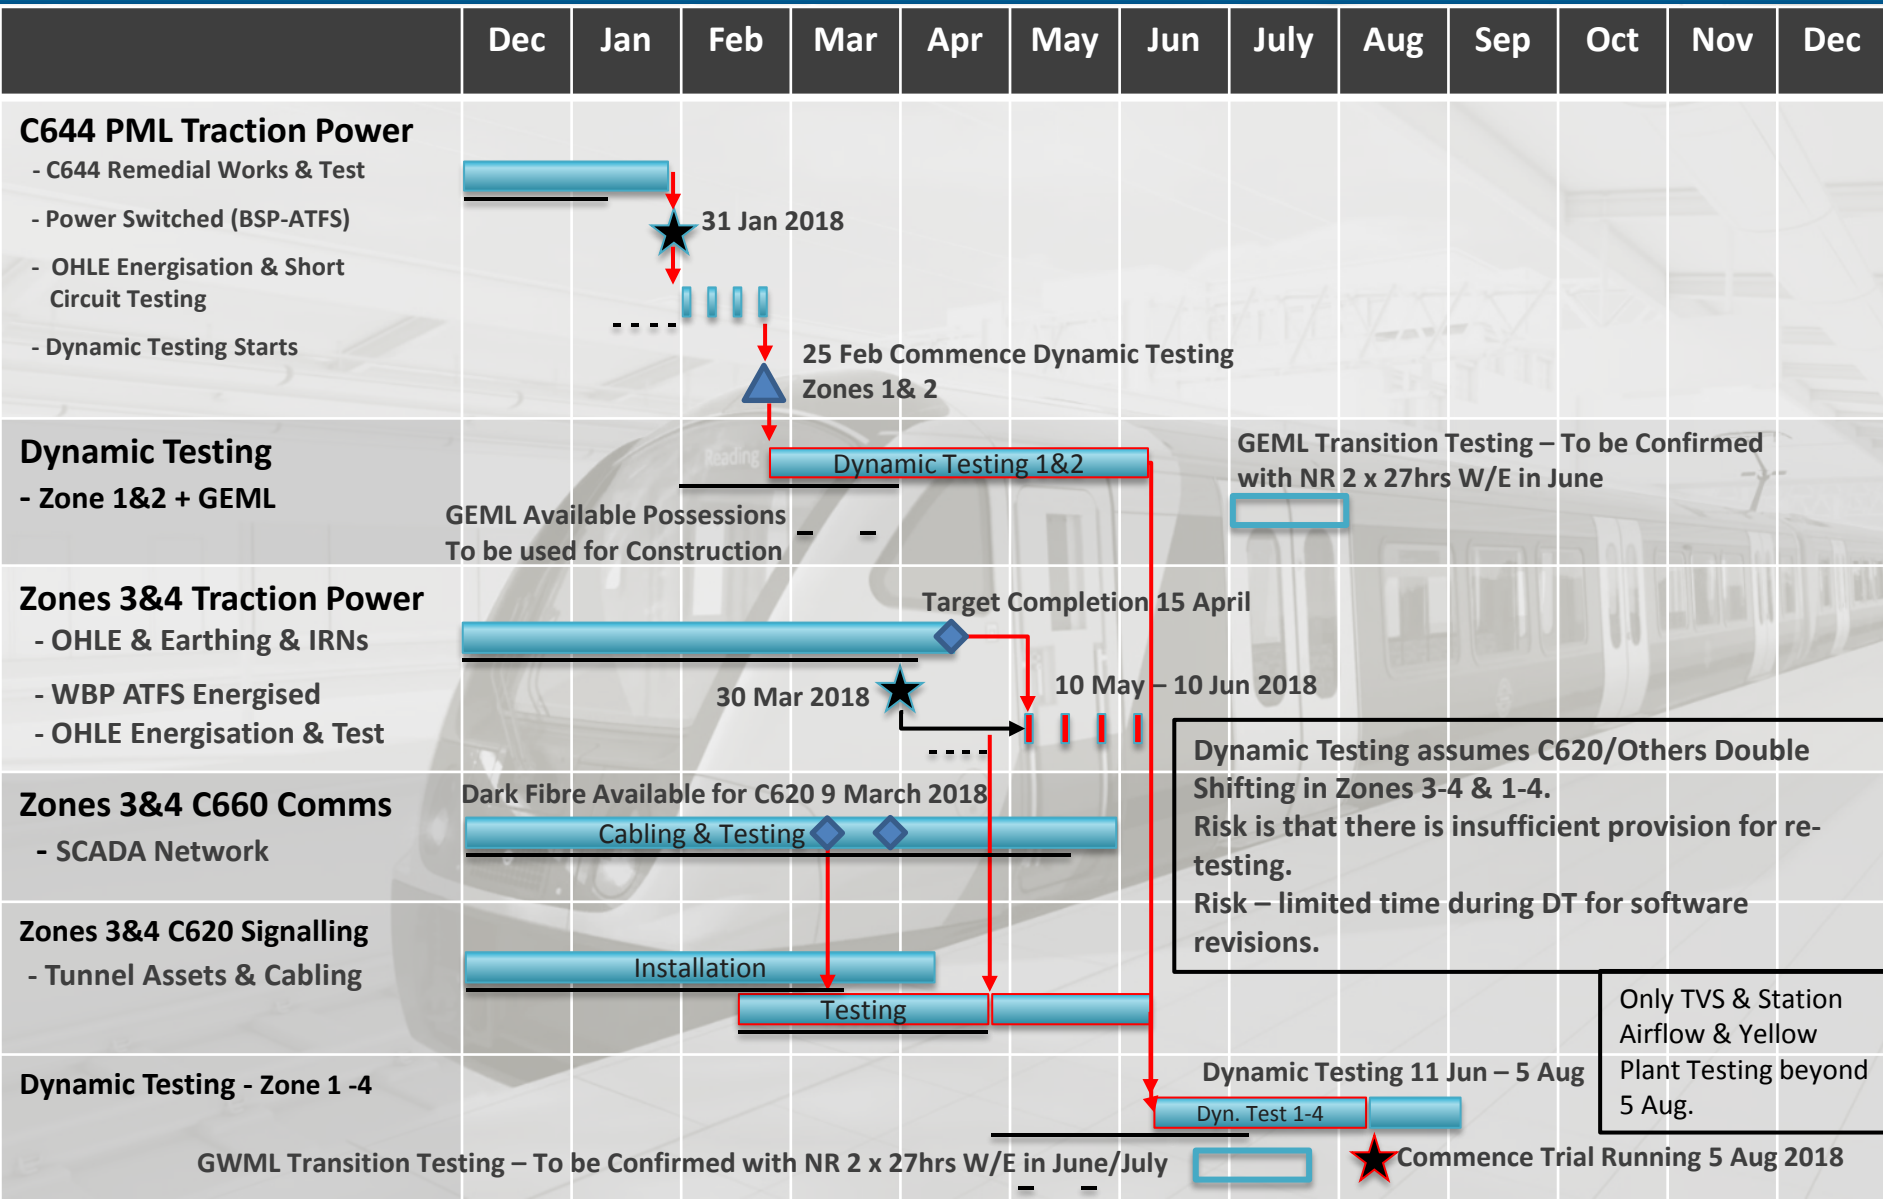 Dec Jan Feb Mar Apr May Jun July Aug Sep Oct Nov Dec
C644 PML Traction Power
- C644 Remedial Works & Test
- Power Switched (BSP-ATFS)
31 Jan 2018
- OHLE Energisation & Short
Circuit Testing
- Dynamic Testing Starts
25 Feb Commence Dynamic Testing
Zones 1& 2
Dynamic Testing
- Zone 1&2 + GEML
Reading
Dynamic Testing 1&2
GEML Transition Testing – To be Confirmed
with NR 2 x 27hrs W/E in June
GEML Available Possessions
To be used for Construction
Zones 3&4 Traction Power
- OHLE & Earthing & IRNs
- WBP ATFS Energised
- OHLE Energisation & Test
Target Completion 15 April
30 Mar 2018
10 May – 10 Jun 2018
Dynamic Testing assumes C620/Others Double
Shifting in Zones 3-4 & 1-4.
Risk is that there is insufficient provision for re-
testing.
Risk – limited time during DT for software
revisions.
Zones 3&4 C660 Comms
- SCADA Network
Dark Fibre Available for C620 9 March 2018
Cabling & Testing
Zones 3&4 C620 Signalling
- Tunnel Assets & Cabling
Installation
Testing
Only TVS & Station
Airflow & Yellow
Plant Testing beyond
5 Aug.
Dynamic Testing - Zone 1 -4
Dynamic Testing 11 Jun – 5 Aug
Dyn. Test 1-4
GWML Transition Testing – To be Confirmed with NR 2 x 27hrs W/E in June/July
Commence Trial Running 5 Aug 2018